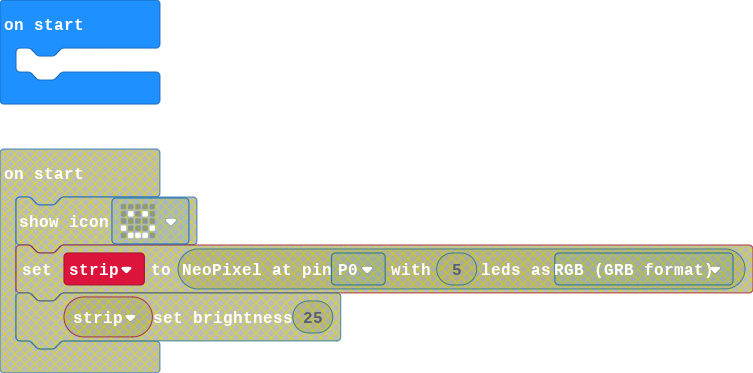 on start
on start
show icon
set strip to NeoPixel at pin P0 with 5 leds as RGB (GRB format)
strip set brightness 25